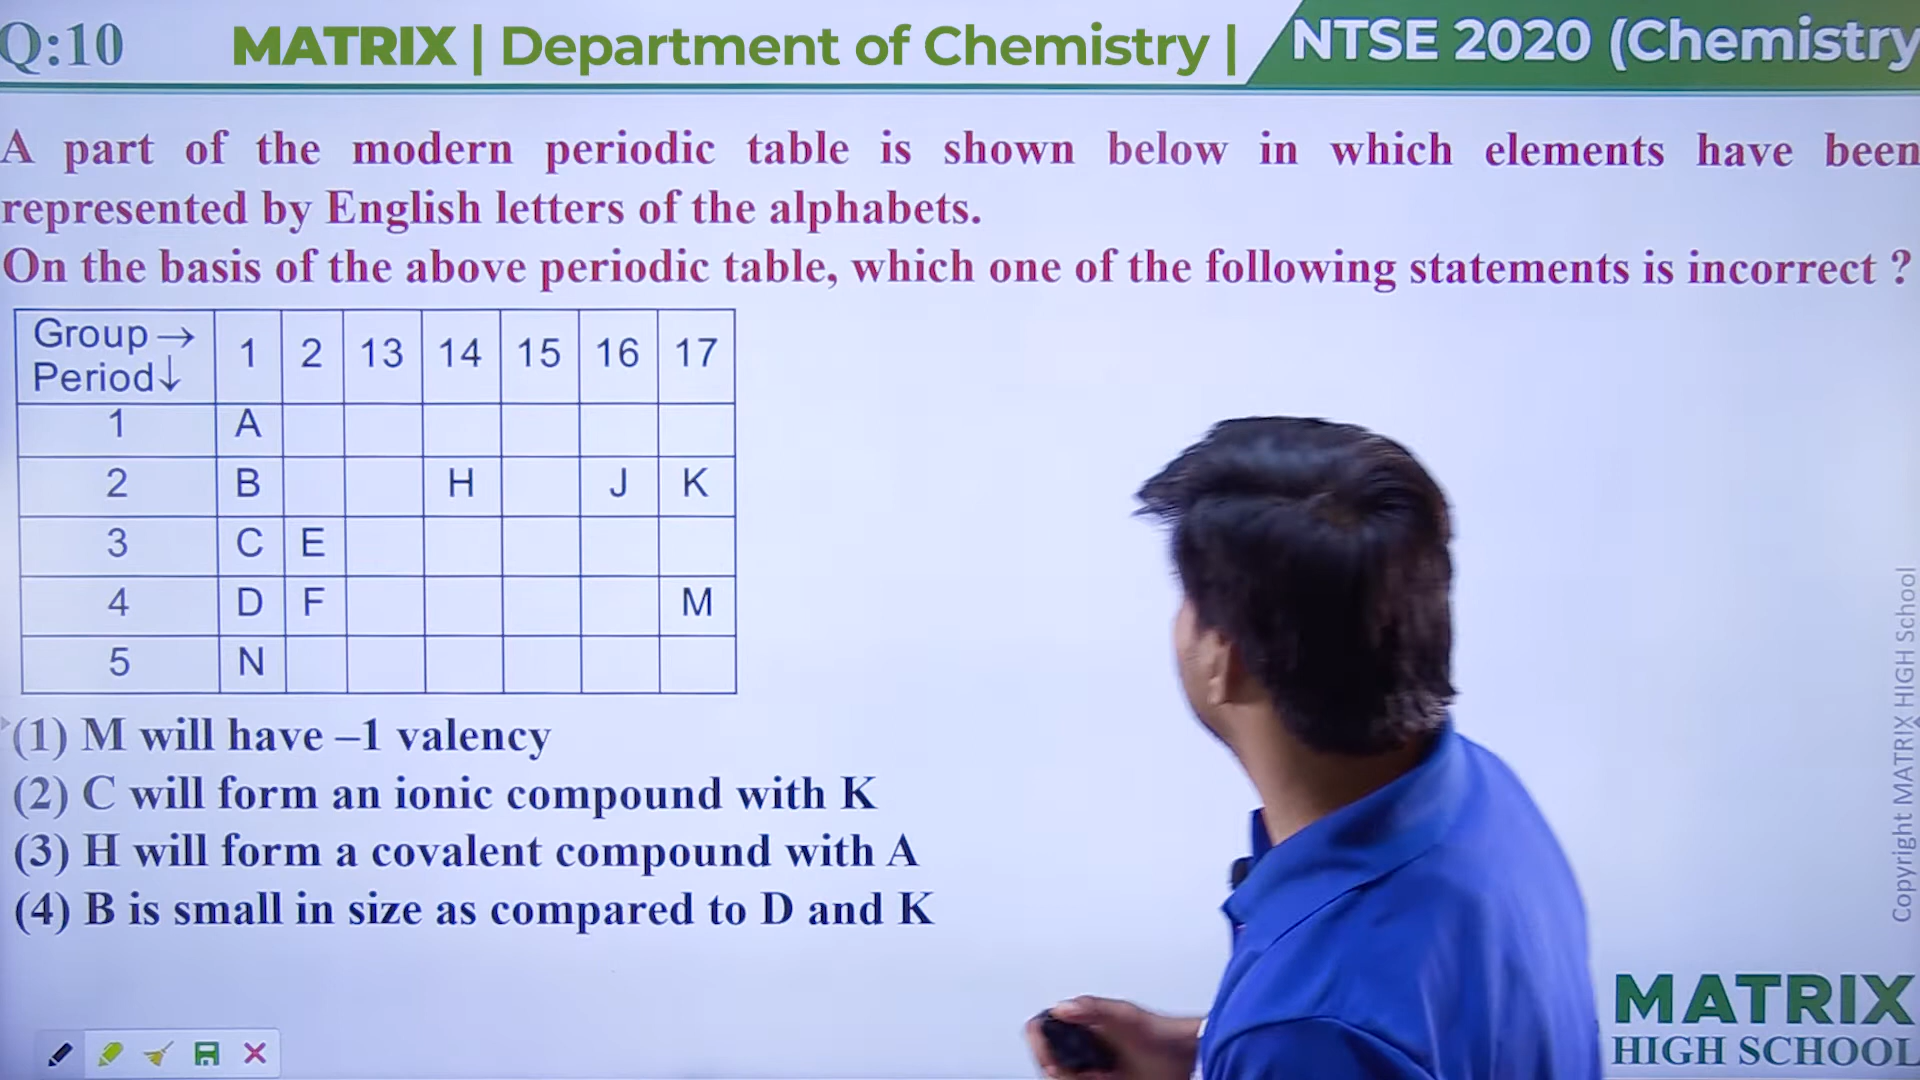 Q:10 MATRIX | Department of Chemistry | NTSE 2020 (Chemistry
A part of the modern periodic table is shown below in which elements have been
represented by English letters of the alphabets.
On the basis of the above periodic table, which one of the following statements is incorrect ?
Group → 1 2 13 14 15 16 17
Period↓
1 A
2 B H J K
3 C E
4 D F M
5 N
(1) M will have –1 valency
(2) C will form an ionic compound with K
(3) H will form a covalent compound with A
(4) B is small in size as compared to D and K
Copyright MATRIX HIGH School
MATRIX
HIGH SCHOOL